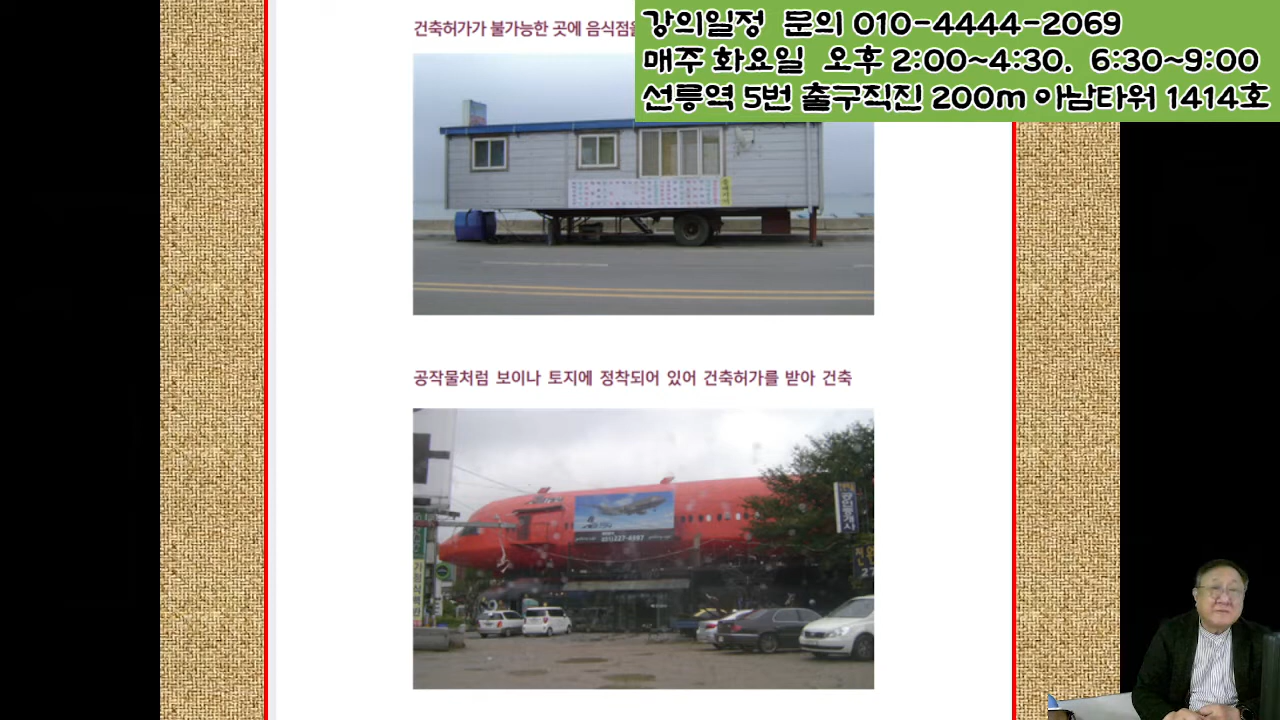 건축허가가 불가능한 곳에 음식점을
강의일정 문의 010-4444-2069
매주 화요일 오후 2:00~4:30. 6:30~9:00
선릉역 5번 출구직진 200m 아남타워 1414호
공작물처럼 보이나 토지에 정착되어 있어 건축허가를 받아 건축